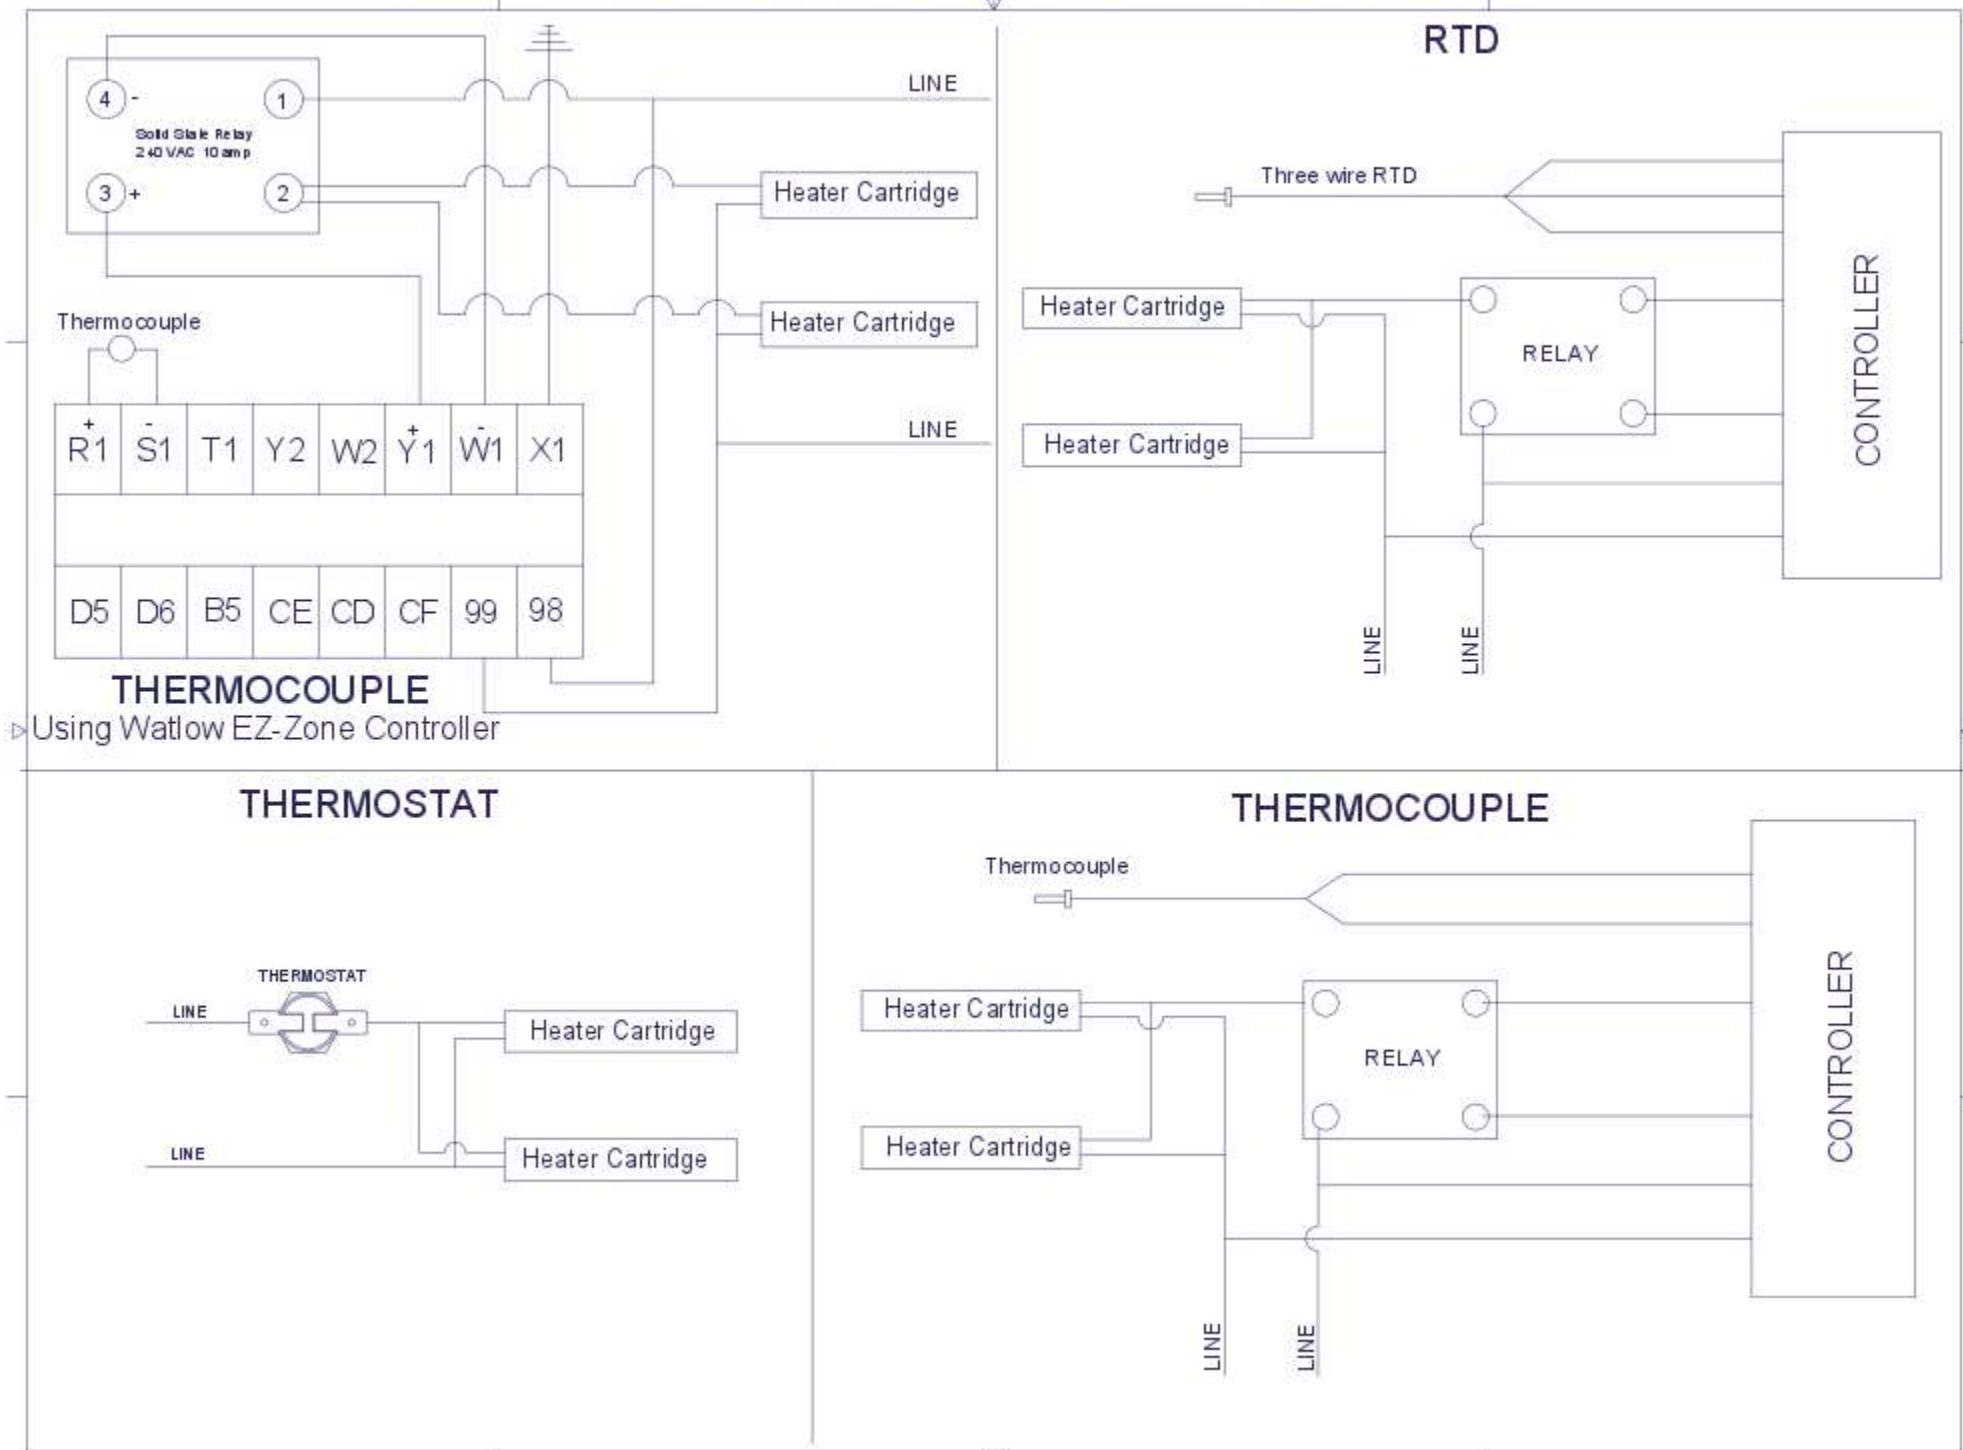 4 -
1
LINE
Solid State Relay
240 VAC 10 amp
3 +
2
Heater Cartridge
Thermocouple
Heater Cartridge
LINE
+ - + -
R1 S1 T1 Y2 W2 Y1 W1 X1
D5 D6 B5 CE CD CF 99 98
THERMOCOUPLE
Using Watlow EZ-Zone Controller
RTD
Three wire RTD
Heater Cartridge
RELAY
CONTROLLER
Heater Cartridge
LINE
LINE
THERMOSTAT
THERMOSTAT
LINE
Heater Cartridge
LINE
Heater Cartridge
THERMOCOUPLE
Thermocouple
Heater Cartridge
RELAY
CONTROLLER
Heater Cartridge
LINE
LINE